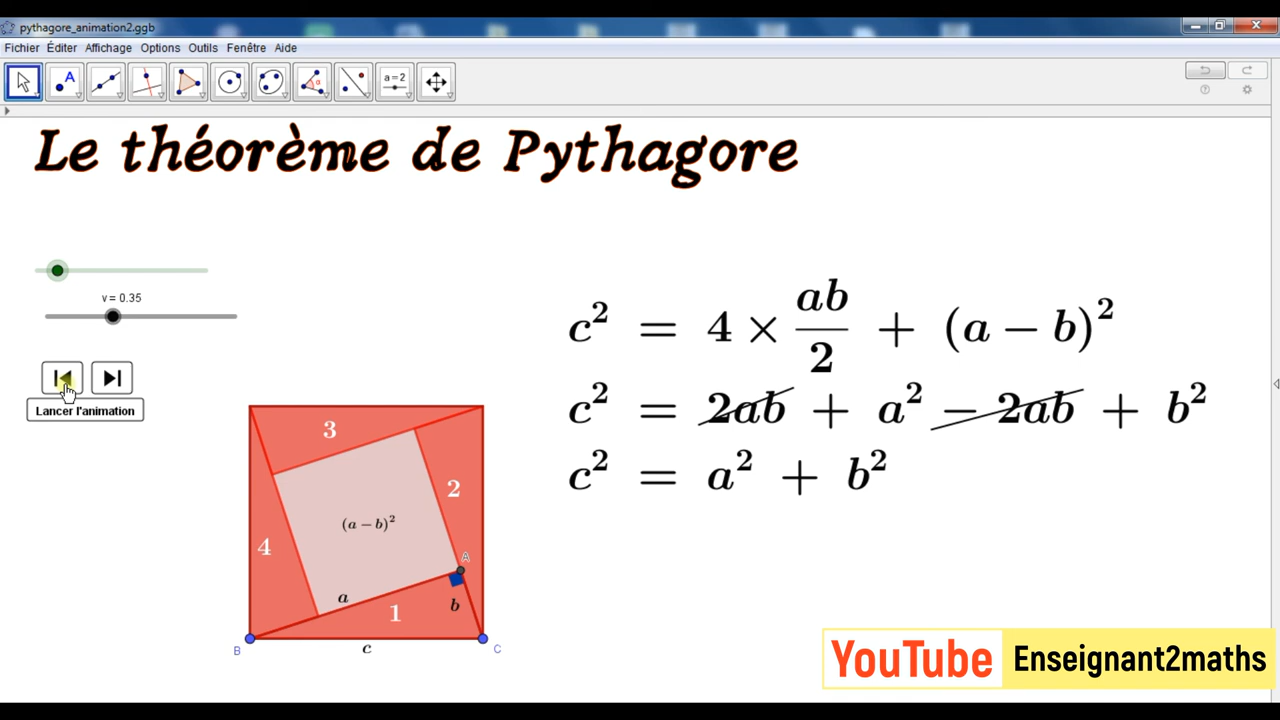 pythagore_animation2.ggb
Fichier Éditer Affichage Options Outils Fenêtre Aide
A
α
a = 2
Le théorème de Pythagore
v = 0.35
Lancer l'animation
c² = 4 × ab/2 + (a − b)²
c² = 2ab + a² − 2ab + b²
c² = a² + b²
3
2
(a − b)²
4
A
a
b
1
B
c
C
YouTube Enseignant2maths